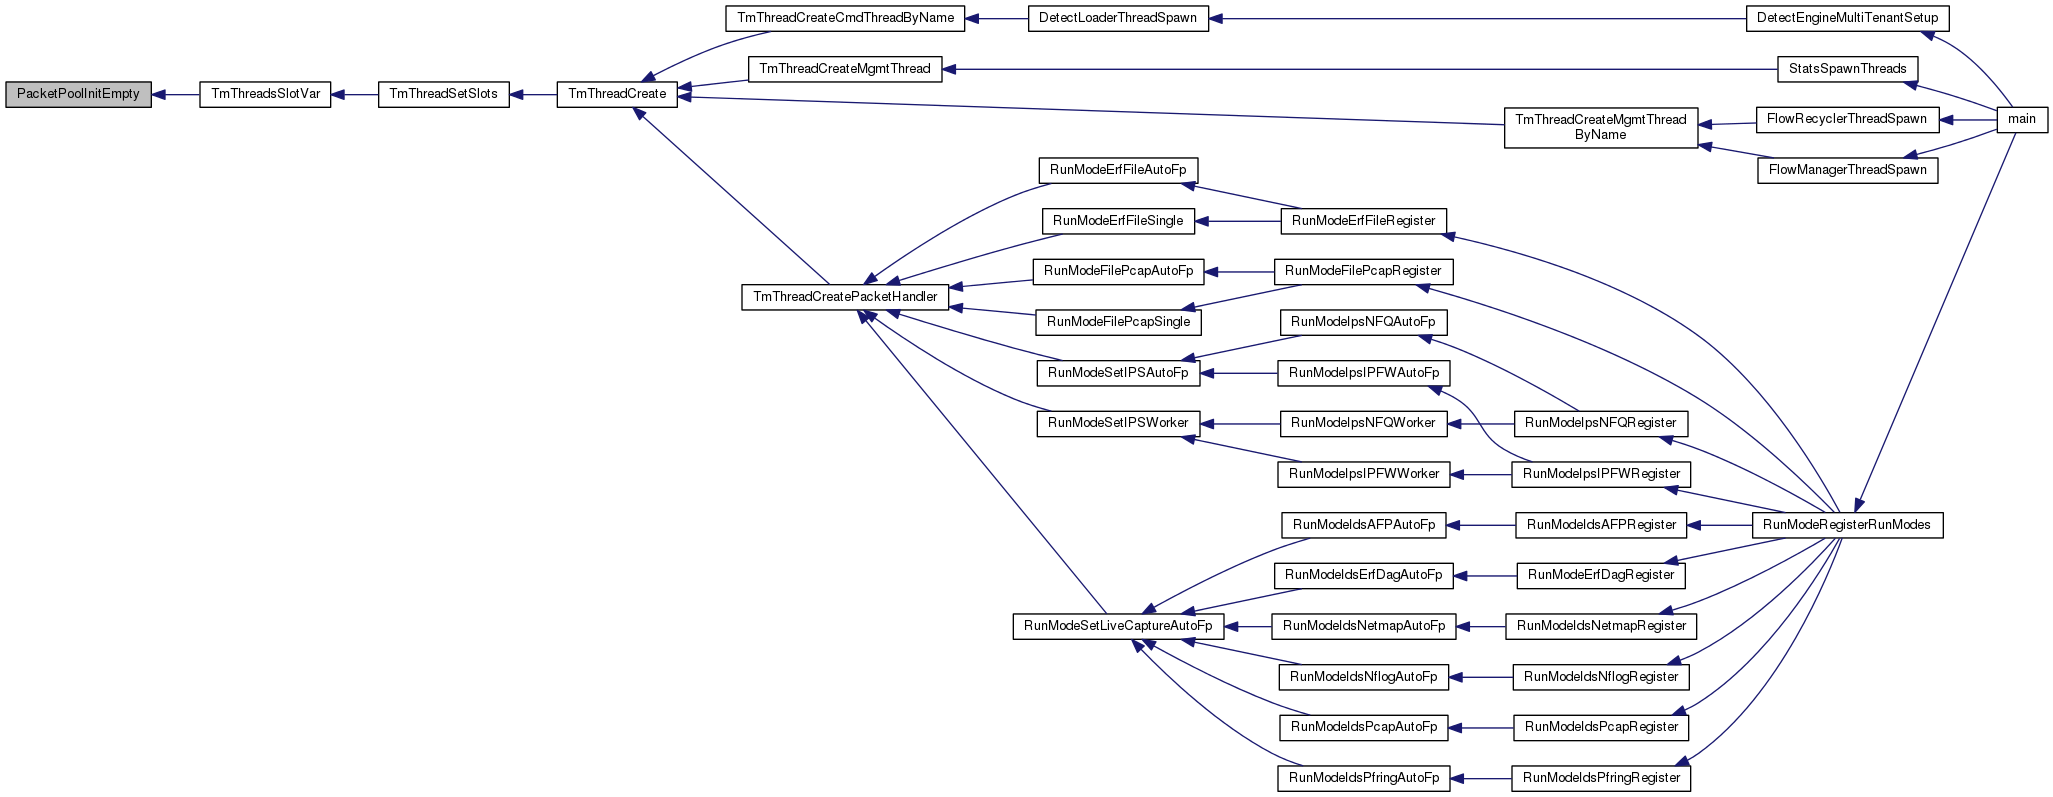 TmThreadCreateCmdThreadByName
DetectLoaderThreadSpawn
DetectEngineMultiTenantSetup
TmThreadCreateMgmtThread
StatsSpawnThreads
PacketPoolInitEmpty
TmThreadsSlotVar
TmThreadSetSlots
TmThreadCreate
TmThreadCreateMgmtThread
ByName
FlowRecyclerThreadSpawn
main
FlowManagerThreadSpawn
RunModeErfFileAutoFp
RunModeErfFileSingle
RunModeErfFileRegister
RunModeFilePcapAutoFp
RunModeFilePcapRegister
TmThreadCreatePacketHandler
RunModeFilePcapSingle
RunModeIpsNFQAutoFp
RunModeSetIPSAutoFp
RunModeIpsIPFWAutoFp
RunModeSetIPSWorker
RunModeIpsNFQWorker
RunModeIpsNFQRegister
RunModeIpsIPFWWorker
RunModeIpsIPFWRegister
RunModeIdsAFPAutoFp
RunModeIdsAFPRegister
RunModeRegisterRunModes
RunModeIdsErfDagAutoFp
RunModeErfDagRegister
RunModeSetLiveCaptureAutoFp
RunModeIdsNetmapAutoFp
RunModeIdsNetmapRegister
RunModeIdsNflogAutoFp
RunModeIdsNflogRegister
RunModeIdsPcapAutoFp
RunModeIdsPcapRegister
RunModeIdsPfringAutoFp
RunModeIdsPfringRegister